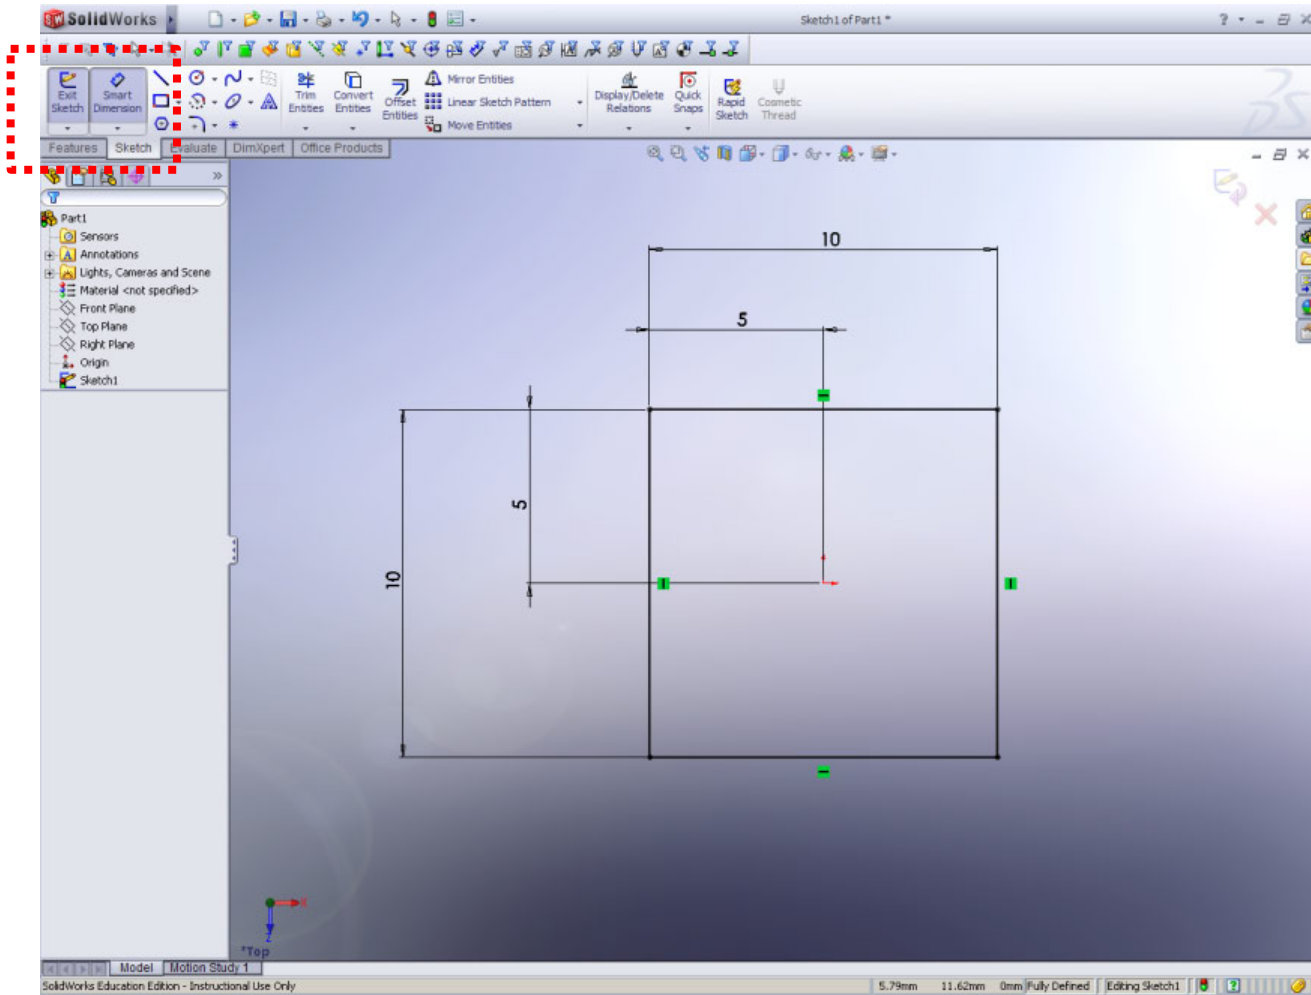 SolidWorks
Sketch1 of Part1 *
Exit Sketch
Smart Dimension
Trim Entities
Convert Entities
Offset Entities
Mirror Entities
Linear Sketch Pattern
Move Entities
Display/Delete Relations
Quick Snaps
Rapid Sketch
Cosmetic Thread
Features Sketch Evaluate DimXpert Office Products
Part1
Sensors
Annotations
Lights, Cameras and Scene
Material <not specified>
Front Plane
Top Plane
Right Plane
Origin
Sketch1
10
5
5
10
X
Z
*Top
Model Motion Study 1
SolidWorks Education Edition - Instructional Use Only
5.79mm 11.62mm 0mm Fully Defined Editing Sketch1